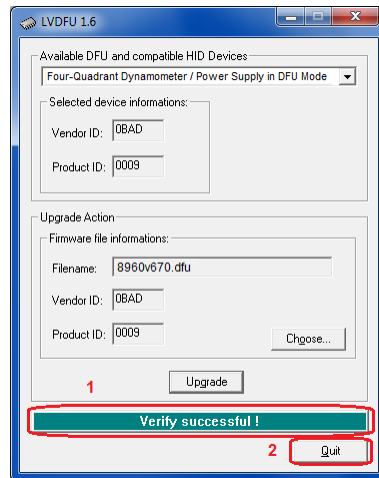 LVDFU 1.6
Available DFU and compatible HID Devices
Four-Quadrant Dynamometer / Power Supply in DFU Mode
Selected device informations:
Vendor ID: 0BAD
Product ID: 0009
Upgrade Action
Firmware file informations:
Filename: 8960v670.dfu
Vendor ID: 0BAD
Product ID: 0009
Choose...
1
Upgrade
Verify successful !
2
Quit